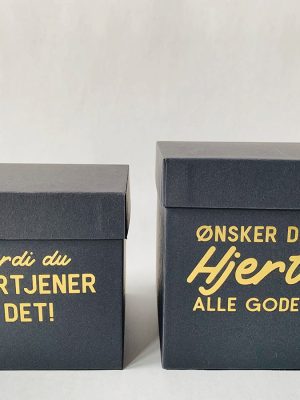 rdi du
RTJENER
DET!
ØNSKER D
Hjert
ALLE GODE